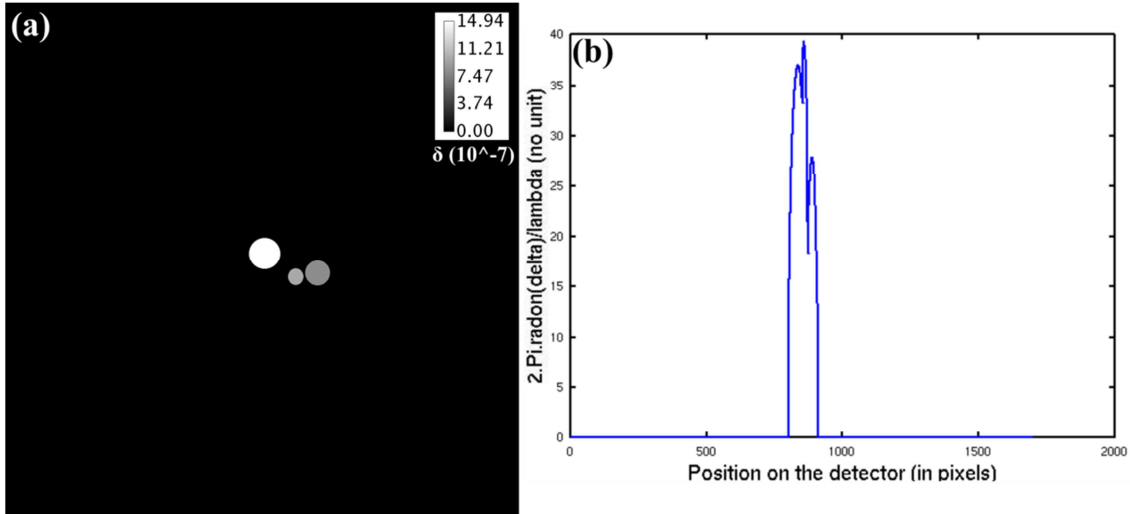 (a)
14.94
11.21
7.47
3.74
0.00
δ (10^-7)
(b)
2.Pi.radon(delta)/lambda (no unit)
40
35
30
25
20
15
10
5
0
0 500 1000 1500 2000
Position on the detector (in pixels)